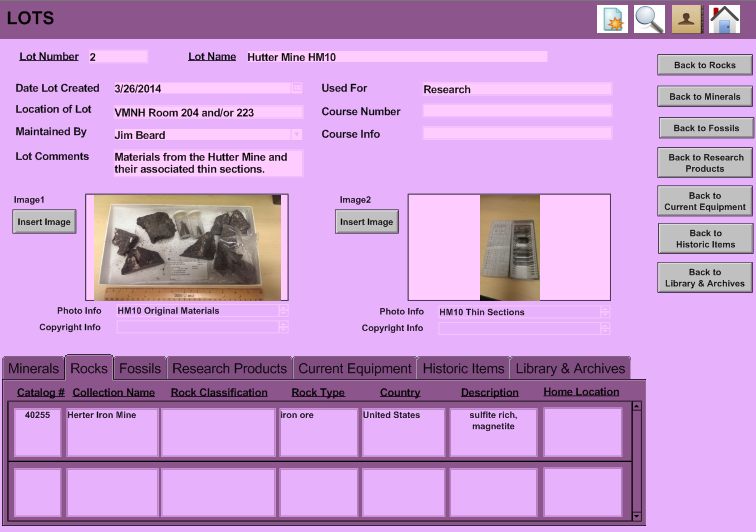 LOTS
Lot Number 2 Lot Name Hutter Mine HM10
Date Lot Created 3/26/2014 Used For Research
Location of Lot VMNH Room 204 and/or 223 Course Number
Maintained By Jim Beard Course Info
Lot Comments Materials from the Hutter Mine and
their associated thin sections.
Image1 Image2
Insert Image Insert Image
Photo Info HM10 Original Materials Photo Info HM10 Thin Sections
Copyright Info Copyright Info
Back to Rocks
Back to Minerals
Back to Fossils
Back to Research
Products
Back to
Current Equipment
Back to
Historic Items
Back to
Library & Archives
Minerals Rocks Fossils Research Products Current Equipment Historic Items Library & Archives
Catalog # Collection Name Rock Classification Rock Type Country Description Home Location
40255 Herter Iron Mine iron ore United States sulfite rich,
magnetite